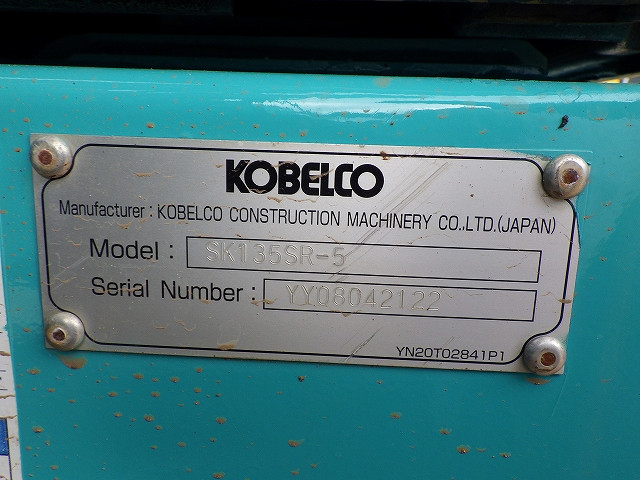 KOBELCO
Manufacturer : KOBELCO CONSTRUCTION MACHINERY CO.,LTD.(JAPAN)
Model : SK135SR-5
Serial Number : YY08042122
YN20T02841P1